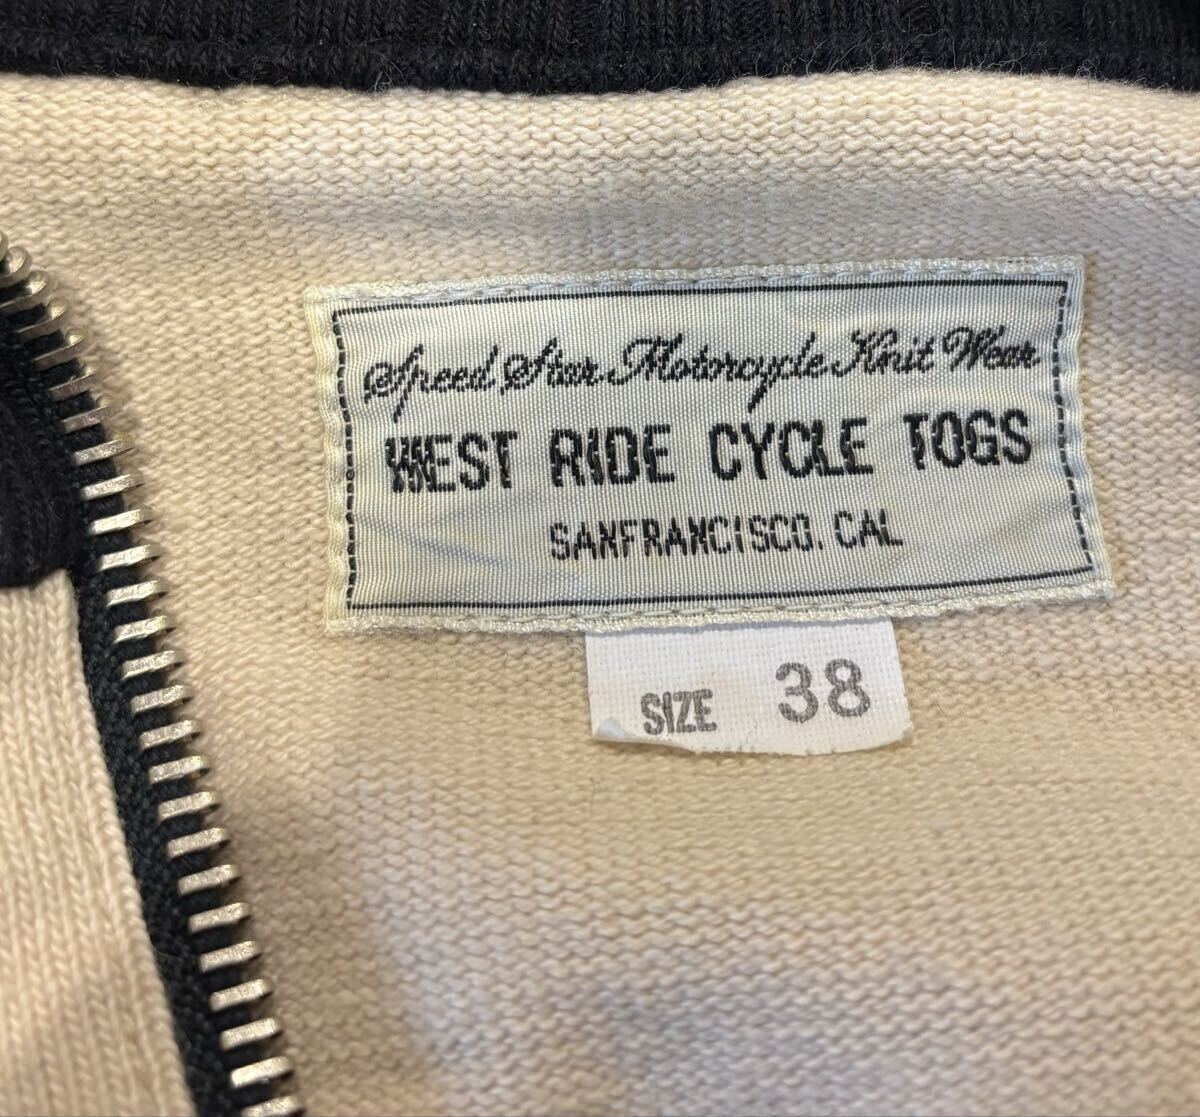 Speed Star Motorcycle Knit Wear
WEST RIDE CYCLE TOGS
SANFRANCISCO. CAL
SIZE 38